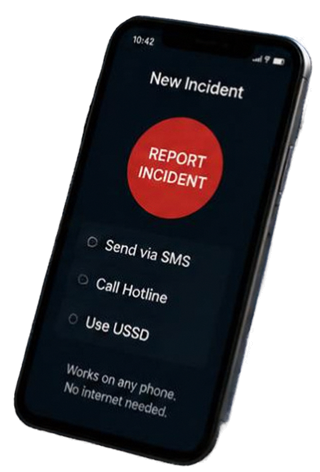 10:42
New Incident
REPORT
INCIDENT
Send via SMS
Call Hotline
Use USSD
Works on any phone.
No internet needed.